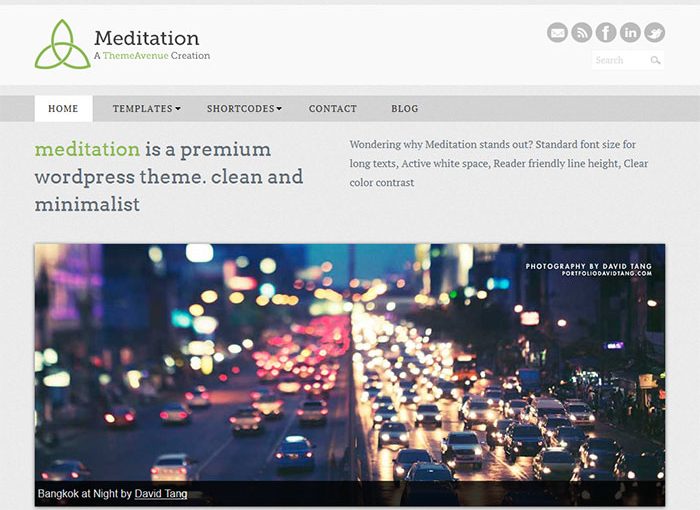 Meditation
A ThemeAvenue Creation
Search
HOME TEMPLATES SHORTCODES CONTACT BLOG
meditation is a premium
wordpress theme. clean and
minimalist
Wondering why Meditation stands out? Standard font size for
long texts, Active white space, Reader friendly line height, Clear
color contrast
PHOTOGRAPHY BY DAVID TANG
PORTFOLIODAVIDTANG.COM
Bangkok at Night by David Tang